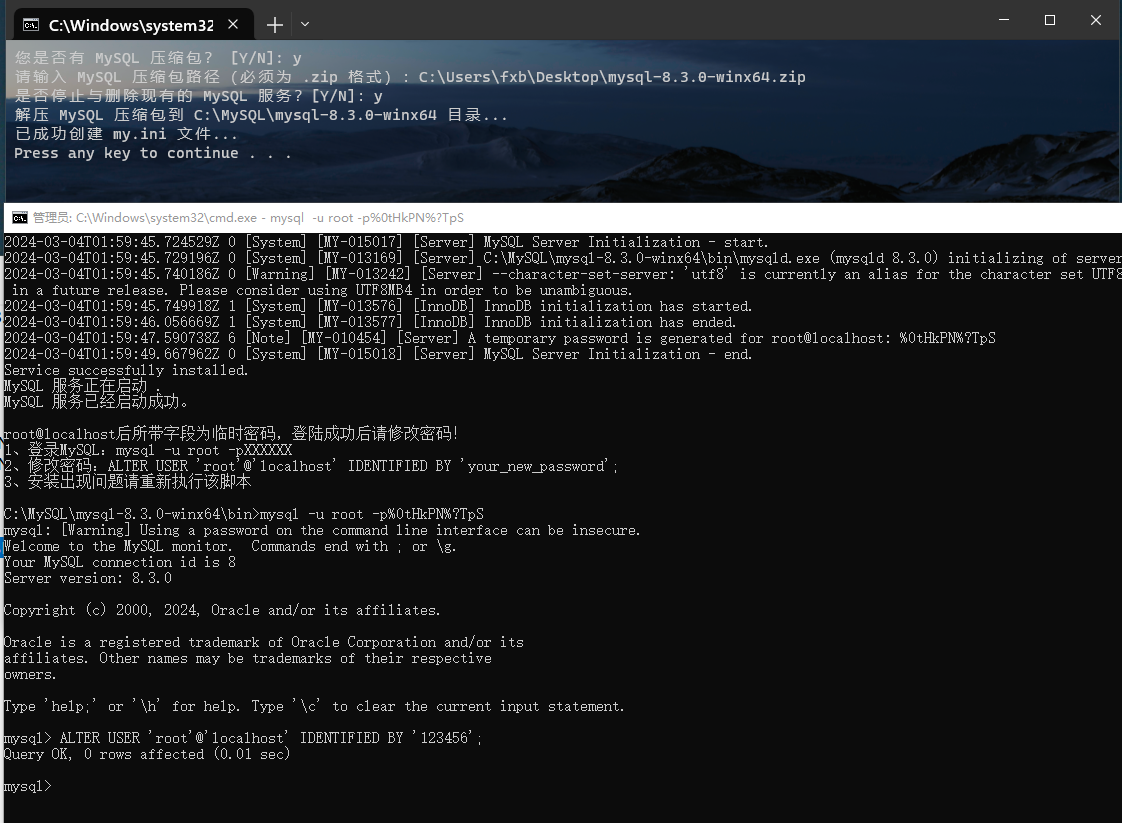 C:\Windows\system32
您是否有 MySQL 压缩包? [Y/N]: y
请输入 MySQL 压缩包路径 (必须为 .zip 格式) : C:\Users\fxb\Desktop\mysql-8.3.0-winx64.zip
是否停止与删除现有的 MySQL 服务? [Y/N]: y
解压 MySQL 压缩包到 C:\MySQL\mysql-8.3.0-winx64 目录...
已成功创建 my.ini 文件...
Press any key to continue . . .
管理员: C:\Windows\system32\cmd.exe - mysql  -u root -p%0tHkPN%?TpS
2024-03-04T01:59:45.724529Z 0 [System] [MY-015017] [Server] MySQL Server Initialization - start.
2024-03-04T01:59:45.729196Z 0 [System] [MY-013169] [Server] C:\MySQL\mysql-8.3.0-winx64\bin\mysqld.exe (mysqld 8.3.0) initializing of server
2024-03-04T01:59:45.740186Z 0 [Warning] [MY-013242] [Server] --character-set-server: 'utf8' is currently an alias for the character set UTF8
in a future release. Please consider using UTF8MB4 in order to be unambiguous.
2024-03-04T01:59:45.749918Z 1 [System] [MY-013576] [InnoDB] InnoDB initialization has started.
2024-03-04T01:59:46.056669Z 1 [System] [MY-013577] [InnoDB] InnoDB initialization has ended.
2024-03-04T01:59:47.590738Z 6 [Note] [MY-010454] [Server] A temporary password is generated for root@localhost: %0tHkPN%?TpS
2024-03-04T01:59:49.667962Z 0 [System] [MY-015018] [Server] MySQL Server Initialization - end.
Service successfully installed.
MySQL 服务正在启动 .
MySQL 服务已经启动成功。
root@localhost后所带字段为临时密码，登陆成功后请修改密码!
1、登录MySQL: mysql -u root -pXXXXXX
2、修改密码: ALTER USER 'root'@'localhost' IDENTIFIED BY 'your_new_password';
3、安装出现问题请重新执行该脚本
C:\MySQL\mysql-8.3.0-winx64\bin>mysql -u root -p%0tHkPN%?TpS
mysql: [Warning] Using a password on the command line interface can be insecure.
Welcome to the MySQL monitor.  Commands end with ; or \g.
Your MySQL connection id is 8
Server version: 8.3.0
Copyright (c) 2000, 2024, Oracle and/or its affiliates.
Oracle is a registered trademark of Oracle Corporation and/or its
affiliates. Other names may be trademarks of their respective
owners.
Type 'help;' or '\h' for help. Type '\c' to clear the current input statement.
mysql> ALTER USER 'root'@'localhost' IDENTIFIED BY '123456';
Query OK, 0 rows affected (0.01 sec)
mysql>